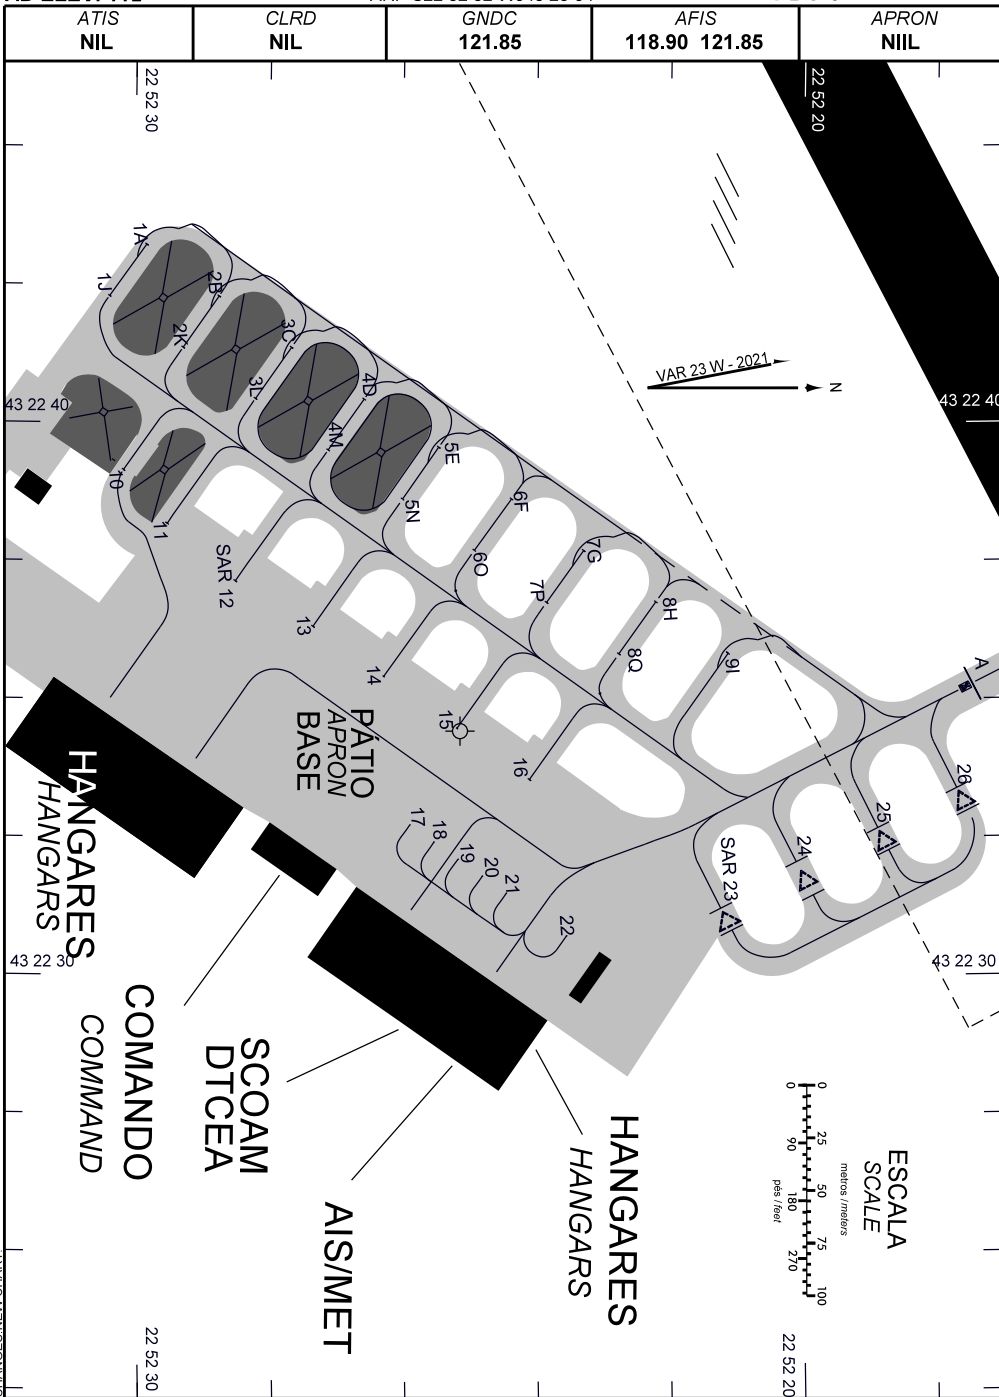 ATIS
NIL
CLRD
NIL
GNDC
121.85
AFIS
118.90 121.85
APRON
NIIL
22 52 30
22 52 20
VAR 23 W - 2021
N
43 22 40
43 22 40
1A
1J
2B
2K
3C
3L
4D
4M
5E
5N
6F
6O
7G
7P
8H
8Q
9I
A
10
11
SAR 12
13
14
15
16
17
18
19
20
21
22
SAR 23
24
25
26
PÁTIO
APRON
BASE
HANGARES
HANGARS
43 22 30
43 22 30
COMANDO
COMMAND
SCOAM
DTCEA
AIS/MET
HANGARES
HANGARS
ESCALA
SCALE
metros / meters
0 25 50 75 100
0 90 180 270
pés / feet
22 52 30
22 52 20